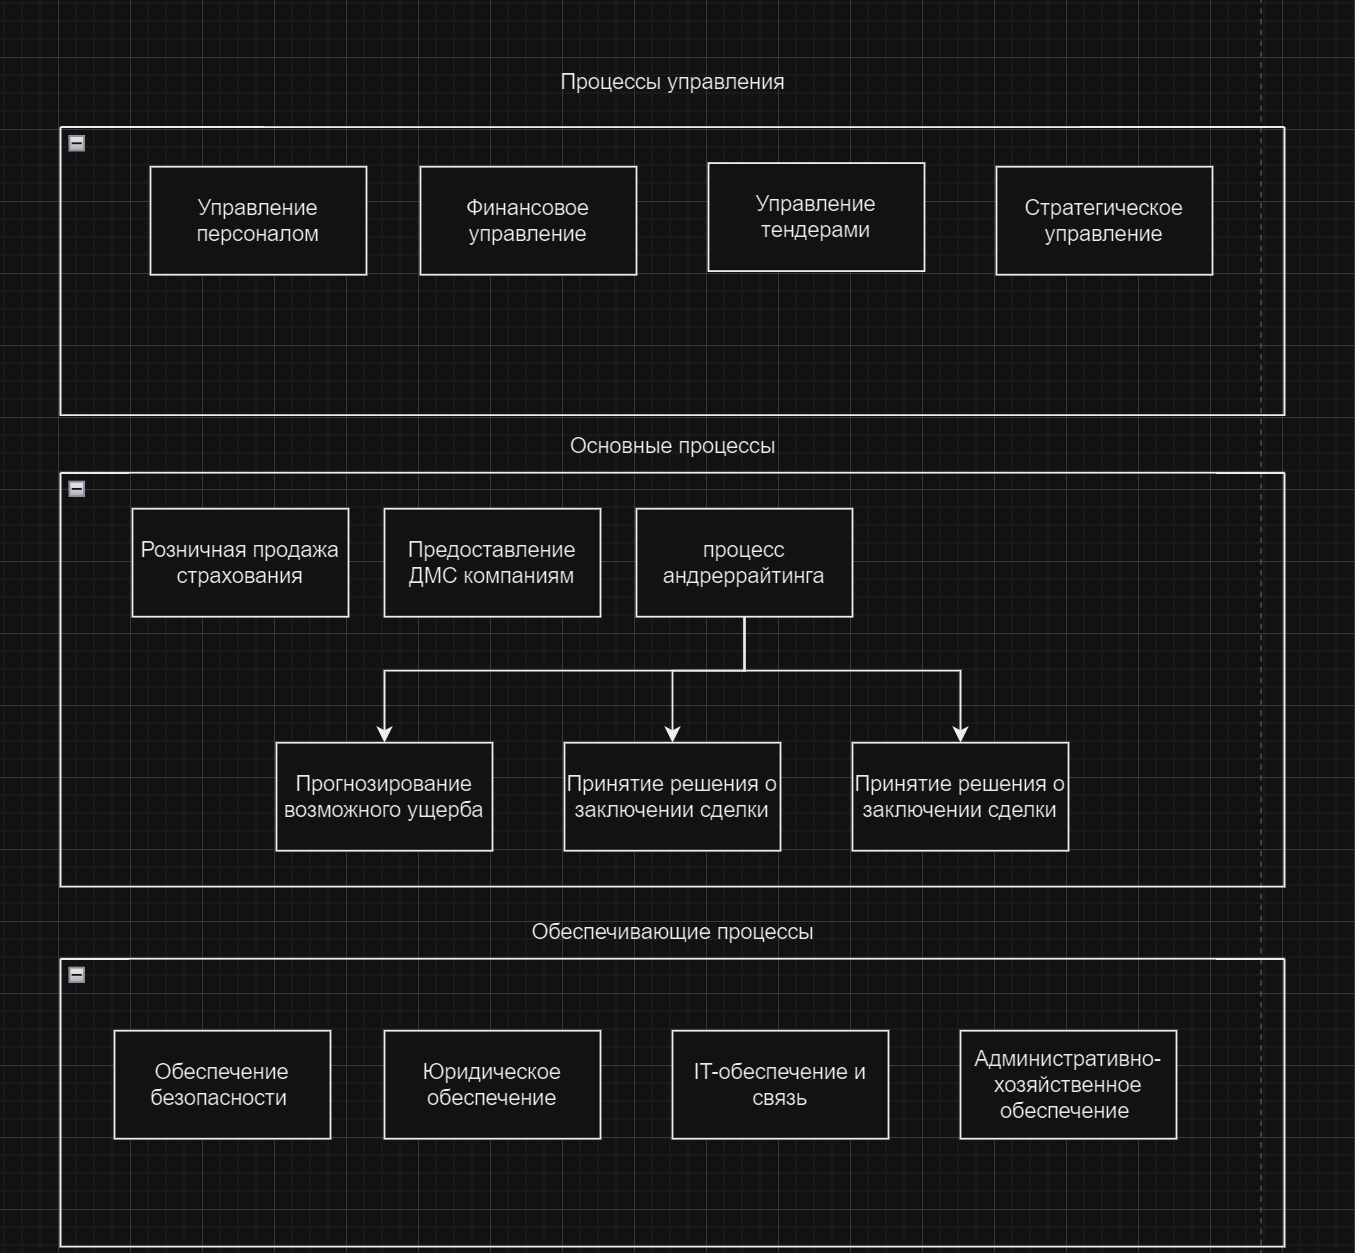 Процессы управления
Управление
персоналом
Финансовое
управление
Управление
тендерами
Стратегическое
управление
Основные процессы
Розничная продажа
страхования
Предоставление
ДМС компаниям
процесс
андреррайтинга
Прогнозирование
возможного ущерба
Принятие решения о
заключении сделки
Принятие решения о
заключении сделки
Обеспечивающие процессы
Обеспечение
безопасности
Юридическое
обеспечение
IT-обеспечение и
связь
Административно-
хозяйственное
обеспечение